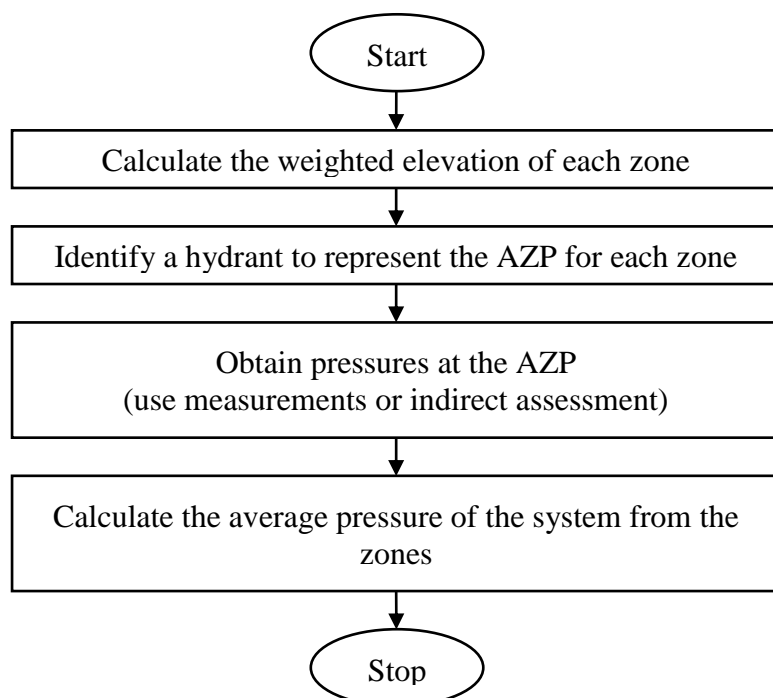 Start
Calculate the weighted elevation of each zone
Identify a hydrant to represent the AZP for each zone
Obtain pressures at the AZP
(use measurements or indirect assessment)
Calculate the average pressure of the system from the
zones
Stop